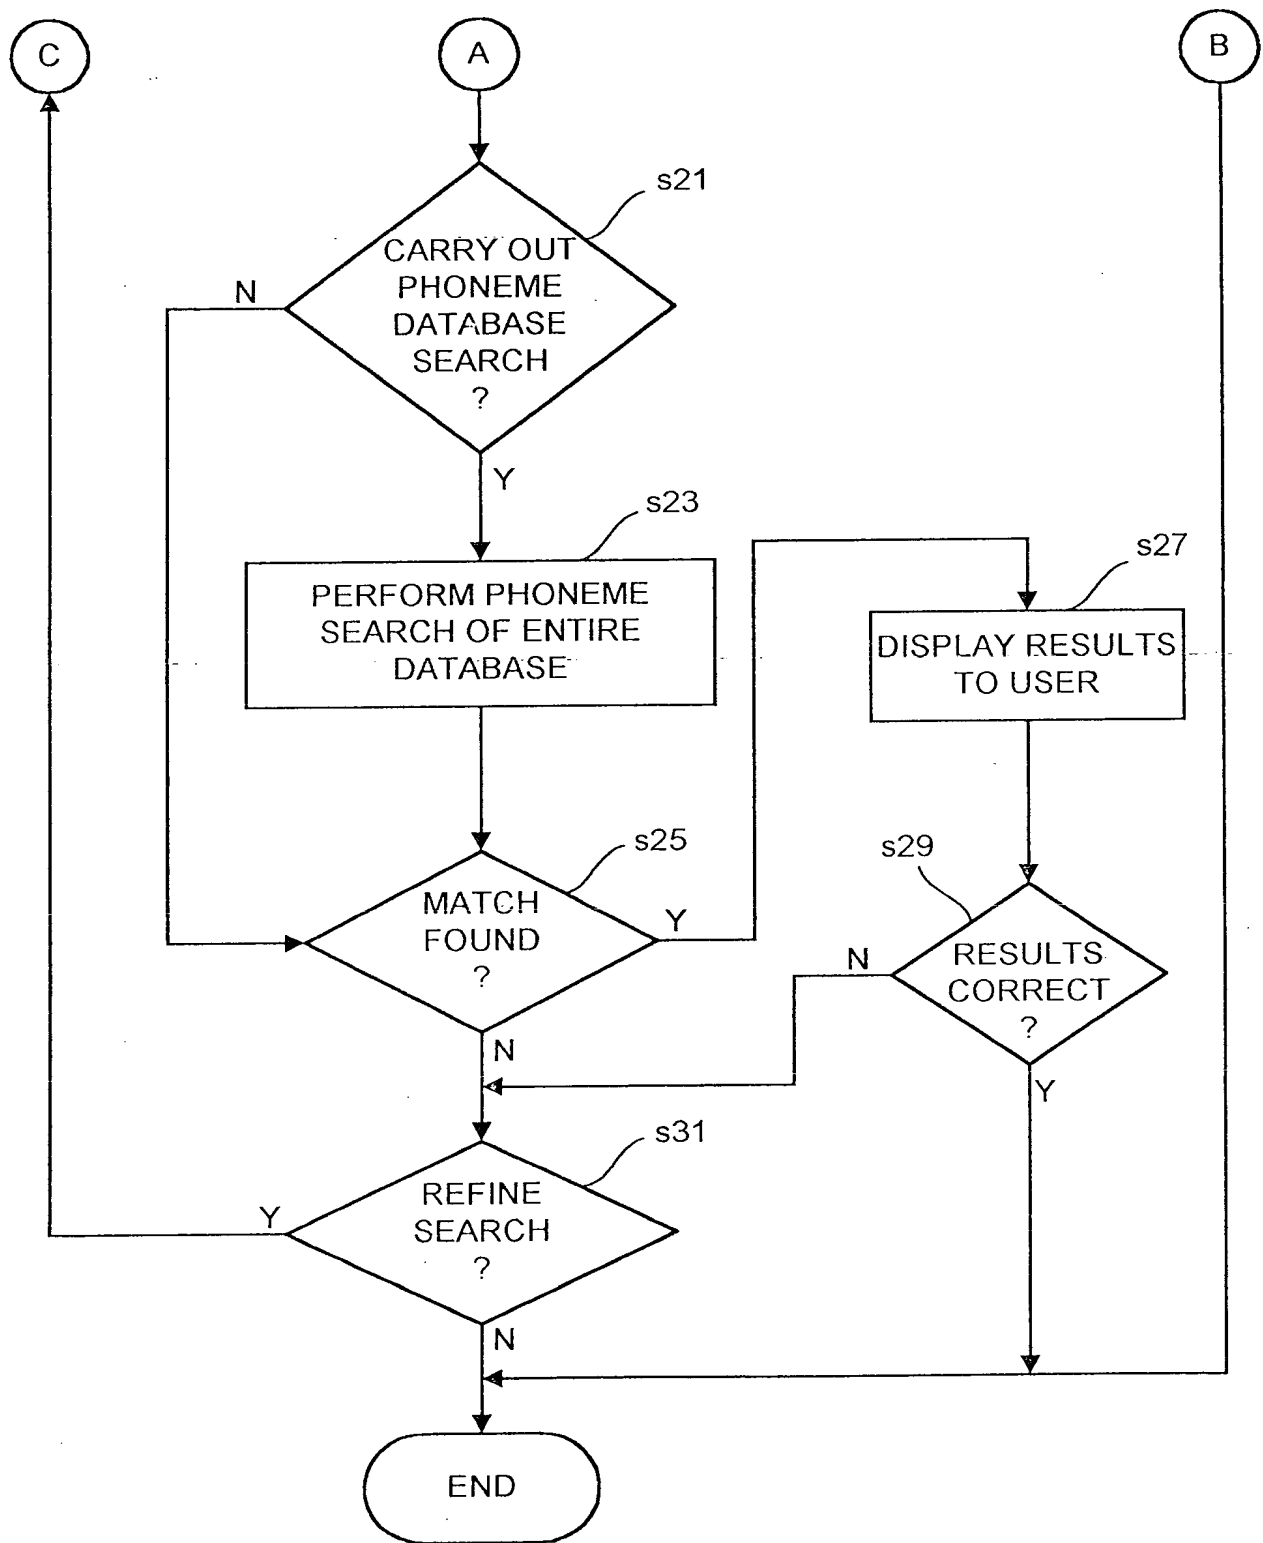 C
A
B
s21
CARRY OUT
PHONEME
DATABASE
SEARCH
?
N
Y
s23
PERFORM PHONEME
SEARCH OF ENTIRE
DATABASE
s27
DISPLAY RESULTS
TO USER
s25
MATCH
FOUND
?
Y
N
s29
RESULTS
CORRECT
?
N
Y
s31
REFINE
SEARCH
?
Y
N
END